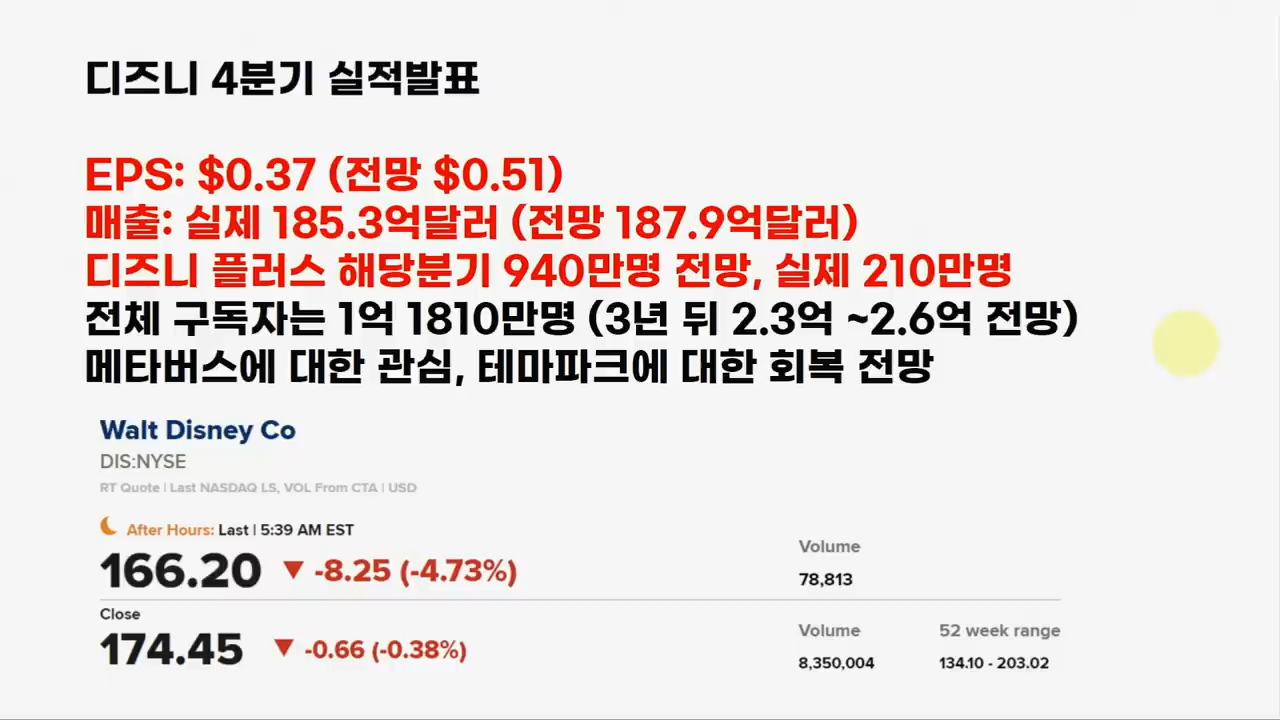 디즈니 4분기 실적발표
EPS: $0.37 (전망 $0.51)
매출: 실제 185.3억달러 (전망 187.9억달러)
디즈니 플러스 해당분기 940만명 전망, 실제 210만명
전체 구독자는 1억 1810만명 (3년 뒤 2.3억 ~2.6억 전망)
메타버스에 대한 관심, 테마파크에 대한 회복 전망
Walt Disney Co
DIS:NYSE
RT Quote | Last NASDAQ LS, VOL From CTA | USD
After Hours: Last | 5:39 AM EST
166.20 ▼ -8.25 (-4.73%)
Volume
78,813
Close
174.45 ▼ -0.66 (-0.38%)
Volume 52 week range
8,350,004 134.10 - 203.02